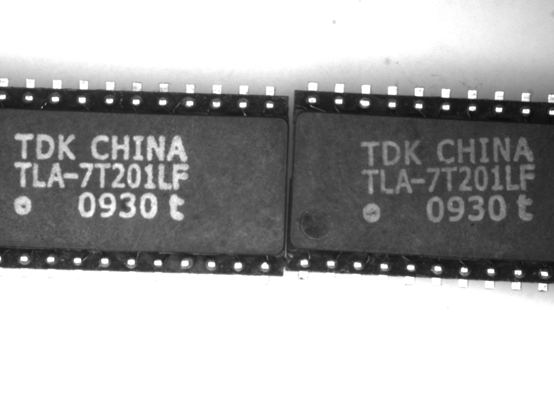 TDK CHINA
TLA-7T201LF
0930 t
TDK CHINA
TLA-7T201LF
0930 t